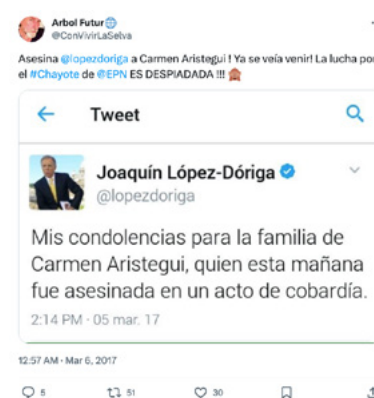 Arbol Futur
@ConVivirLaSelva
Asesina @lopezdoriga a Carmen Aristegui ! Ya se veía venir! La lucha por
el #Chayote de @EPN ES DESPIADADA !!!
Tweet
Joaquín López-Dóriga
@lopezdoriga
Mis condolencias para la familia de
Carmen Aristegui, quien esta mañana
fue asesinada en un acto de cobardía.
2:14 PM · 05 mar. 17
12:57 AM · Mar 6, 2017
5 51 30